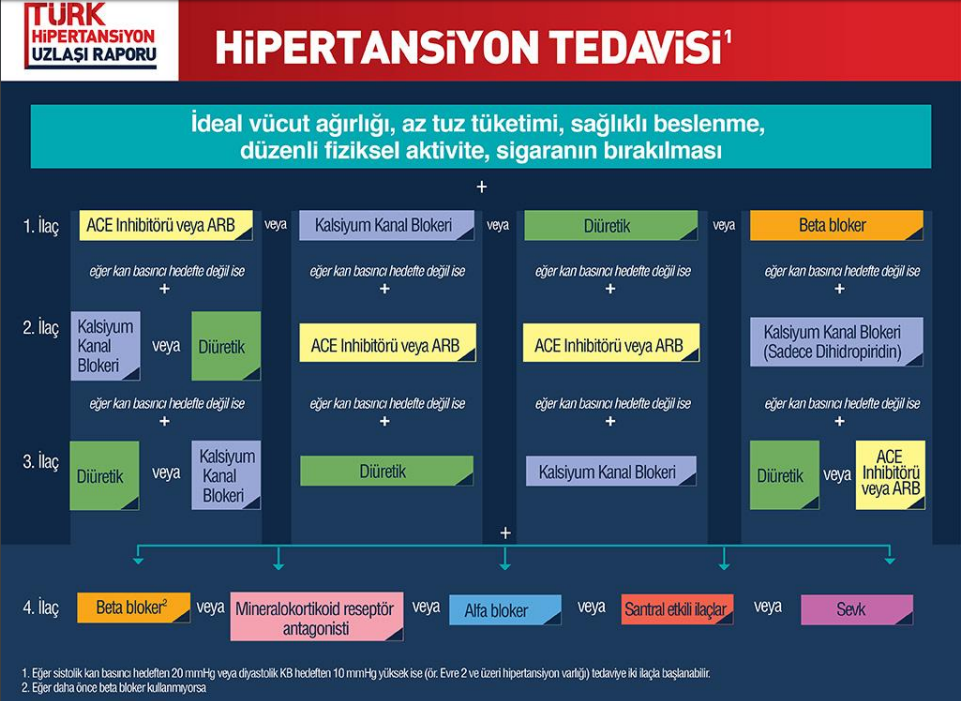 TÜRK
HİPERTANSİYON
UZLAŞI RAPORU
HİPERTANSİYON TEDAVİSİ¹
İdeal vücut ağırlığı, az tuz tüketimi, sağlıklı beslenme,
düzenli fiziksel aktivite, sigaranın bırakılması
+
1. İlaç
ACE Inhibitörü veya ARB
veya
Kalsiyum Kanal Blokeri
veya
Diüretik
veya
Beta bloker
eğer kan basıncı hedefte değil ise
+
eğer kan basıncı hedefte değil ise
+
eğer kan basıncı hedefte değil ise
+
eğer kan basıncı hedefte değil ise
+
2. İlaç
Kalsiyum
Kanal
Blokeri
veya
Diüretik
ACE Inhibitörü veya ARB
ACE Inhibitörü veya ARB
Kalsiyum Kanal Blokeri
(Sadece Dihidropiridin)
eğer kan basıncı hedefte değil ise
+
eğer kan basıncı hedefte değil ise
+
eğer kan basıncı hedefte değil ise
+
eğer kan basıncı hedefte değil ise
+
3. İlaç
Diüretik
veya
Kalsiyum
Kanal
Blokeri
Diüretik
Kalsiyum Kanal Blokeri
Diüretik
veya
ACE
Inhibitörü
veya ARB
+
4. İlaç
Beta bloker²
veya
Mineralokortikoid reseptör
antagonisti
veya
Alfa bloker
veya
Santral etkili ilaçlar
veya
Sevk
1. Eğer sistolik kan basıncı hedeften 20 mmHg veya diyastolik KB hedeften 10 mmHg yüksek ise (ör. Evre 2 ve üzeri hipertansiyon varlığı) tedaviye iki ilaçla başlanabilir.
2. Eğer daha önce beta bloker kullanmıyorsa